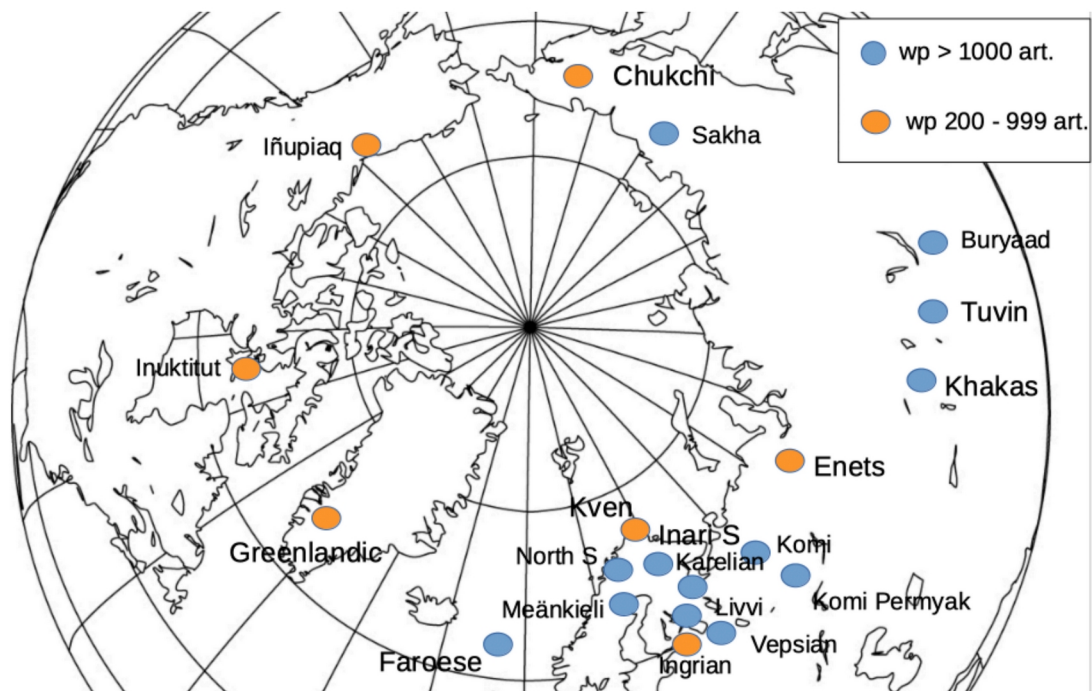 wp > 1000 art.
Chukchi
wp 200 - 999 art.
Sakha
Iñupiaq
Buryaad
Tuvin
Inuktitut
Khakas
Enets
Kven
Inari S
Greenlandic
North S
Karelian
Komi
Meänkieli
Livvi
Komi Permyak
Vepsian
Faroese
Ingrian